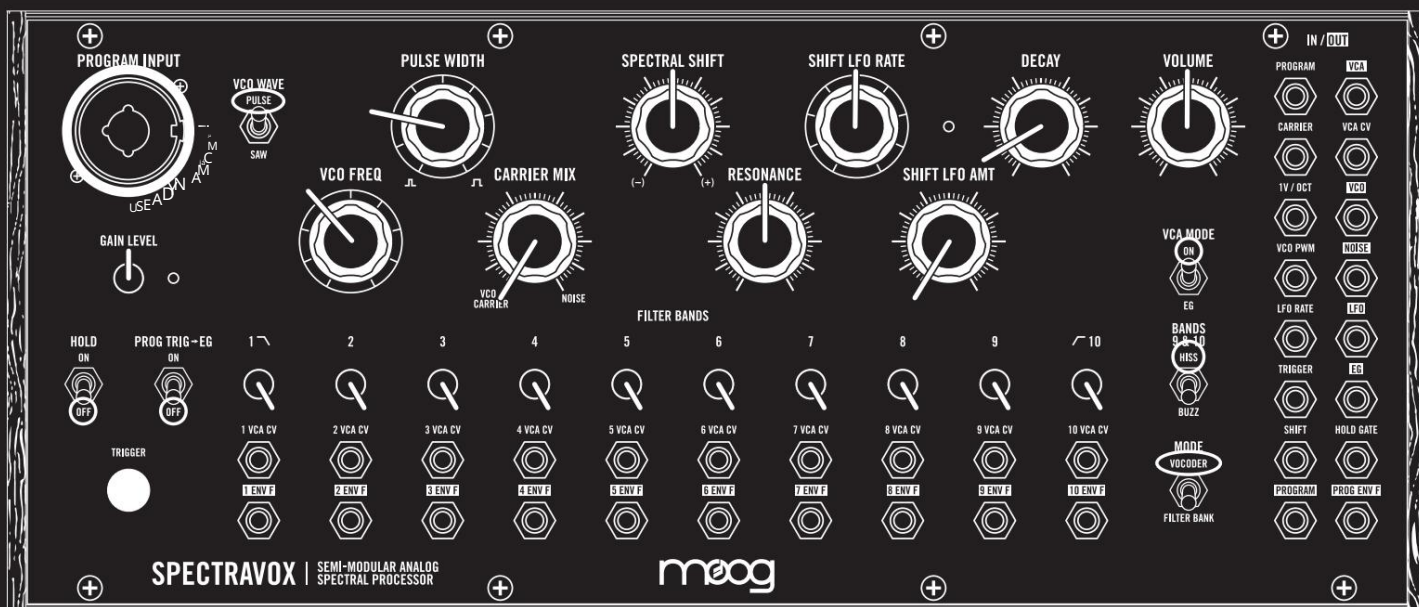 IN / OUT
PROGRAM INPUT
PULSE WIDTH
SPECTRAL SHIFT
SHIFT LFO RATE
DECAY
VOLUME
PROGRAM
VCA
VCO WAVE
PULSE
SAW
CARRIER
VCA CV
(–)
(+)
VCO FREQ
CARRIER MIX
RESONANCE
SHIFT LFO AMT
1V / OCT
VCO
GAIN LEVEL
VCA MODE
ON
EG
VCO PWM
NOISE
VCO
CARRIER
NOISE
FILTER BANDS
LFO RATE
LFO
HOLD
ON
OFF
PROG TRIG→EG
ON
OFF
1
2
3
4
5
6
7
8
9
10
BANDS
9 & 10
HISS
BUZZ
TRIGGER
EG
1 VCA CV
2 VCA CV
3 VCA CV
4 VCA CV
5 VCA CV
6 VCA CV
7 VCA CV
8 VCA CV
9 VCA CV
10 VCA CV
SHIFT
HOLD GATE
TRIGGER
MODE
VOCODER
FILTER BANK
1 ENV F
2 ENV F
3 ENV F
4 ENV F
5 ENV F
6 ENV F
7 ENV F
8 ENV F
9 ENV F
10 ENV F
PROGRAM
PROG ENV F
SPECTRAVOX
SEMI-MODULAR ANALOG
SPECTRAL PROCESSOR
moog